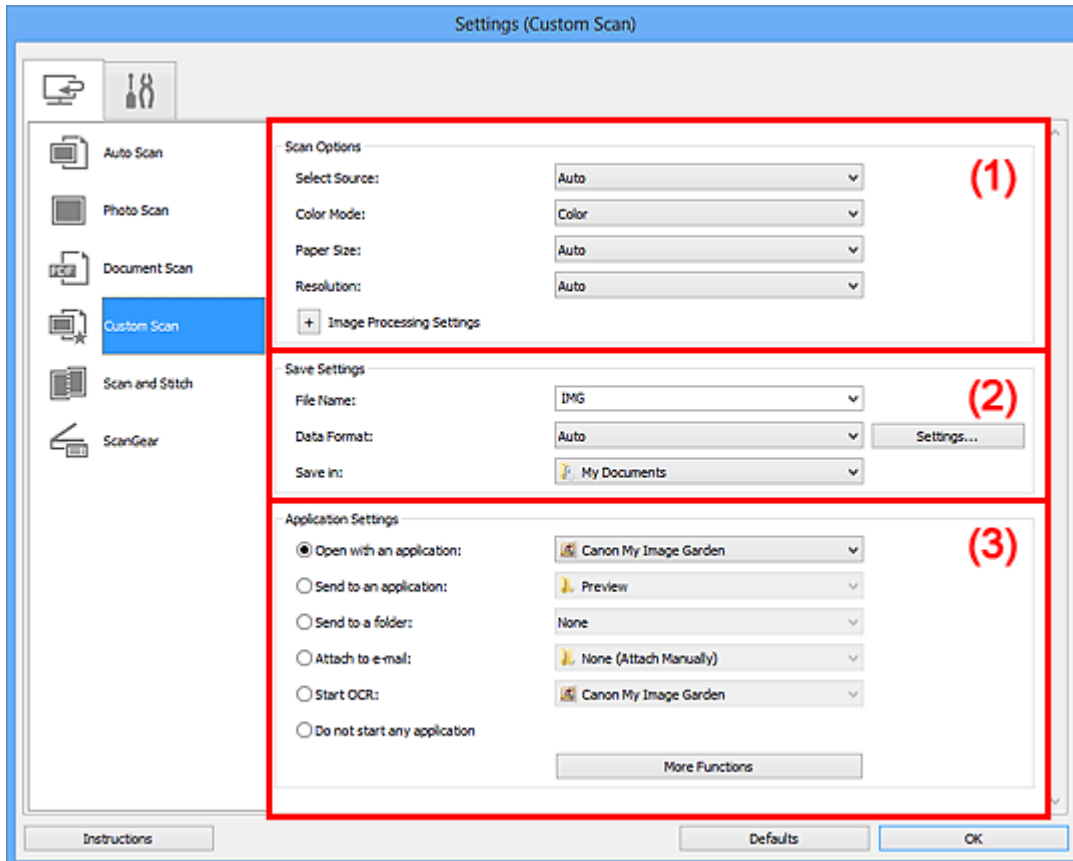 Settings (Custom Scan)
Auto Scan
Photo Scan
Document Scan
Custom Scan
Scan and Stitch
ScanGear
Scan Options
(1)
Select Source: Auto
Color Mode: Color
Paper Size: Auto
Resolution: Auto
+ Image Processing Settings
Save Settings
(2)
File Name: IMG
Data Format: Auto Settings...
Save in: My Documents
Application Settings
(3)
Open with an application: Canon My Image Garden
Send to an application: Preview
Send to a folder: None
Attach to e-mail: None (Attach Manually)
Start OCR: Canon My Image Garden
Do not start any application
More Functions
Instructions Defaults OK